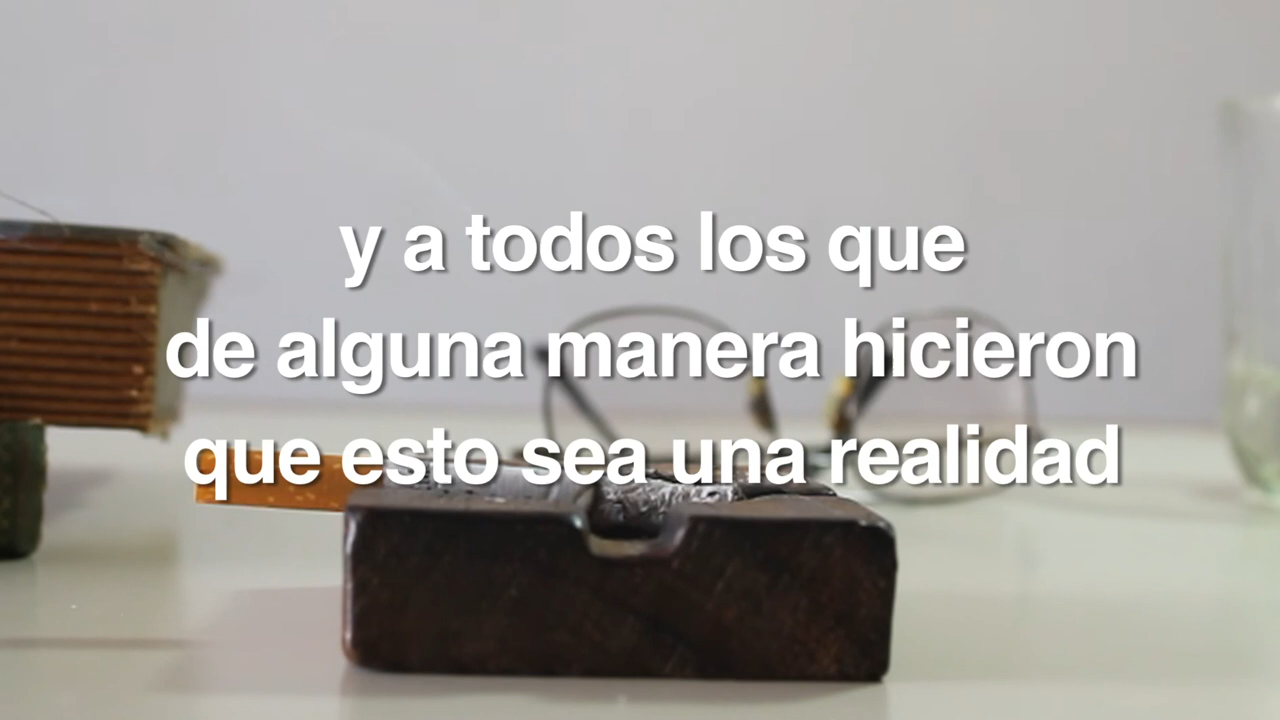 y a todos los que
de alguna manera hicieron
que esto sea una realidad